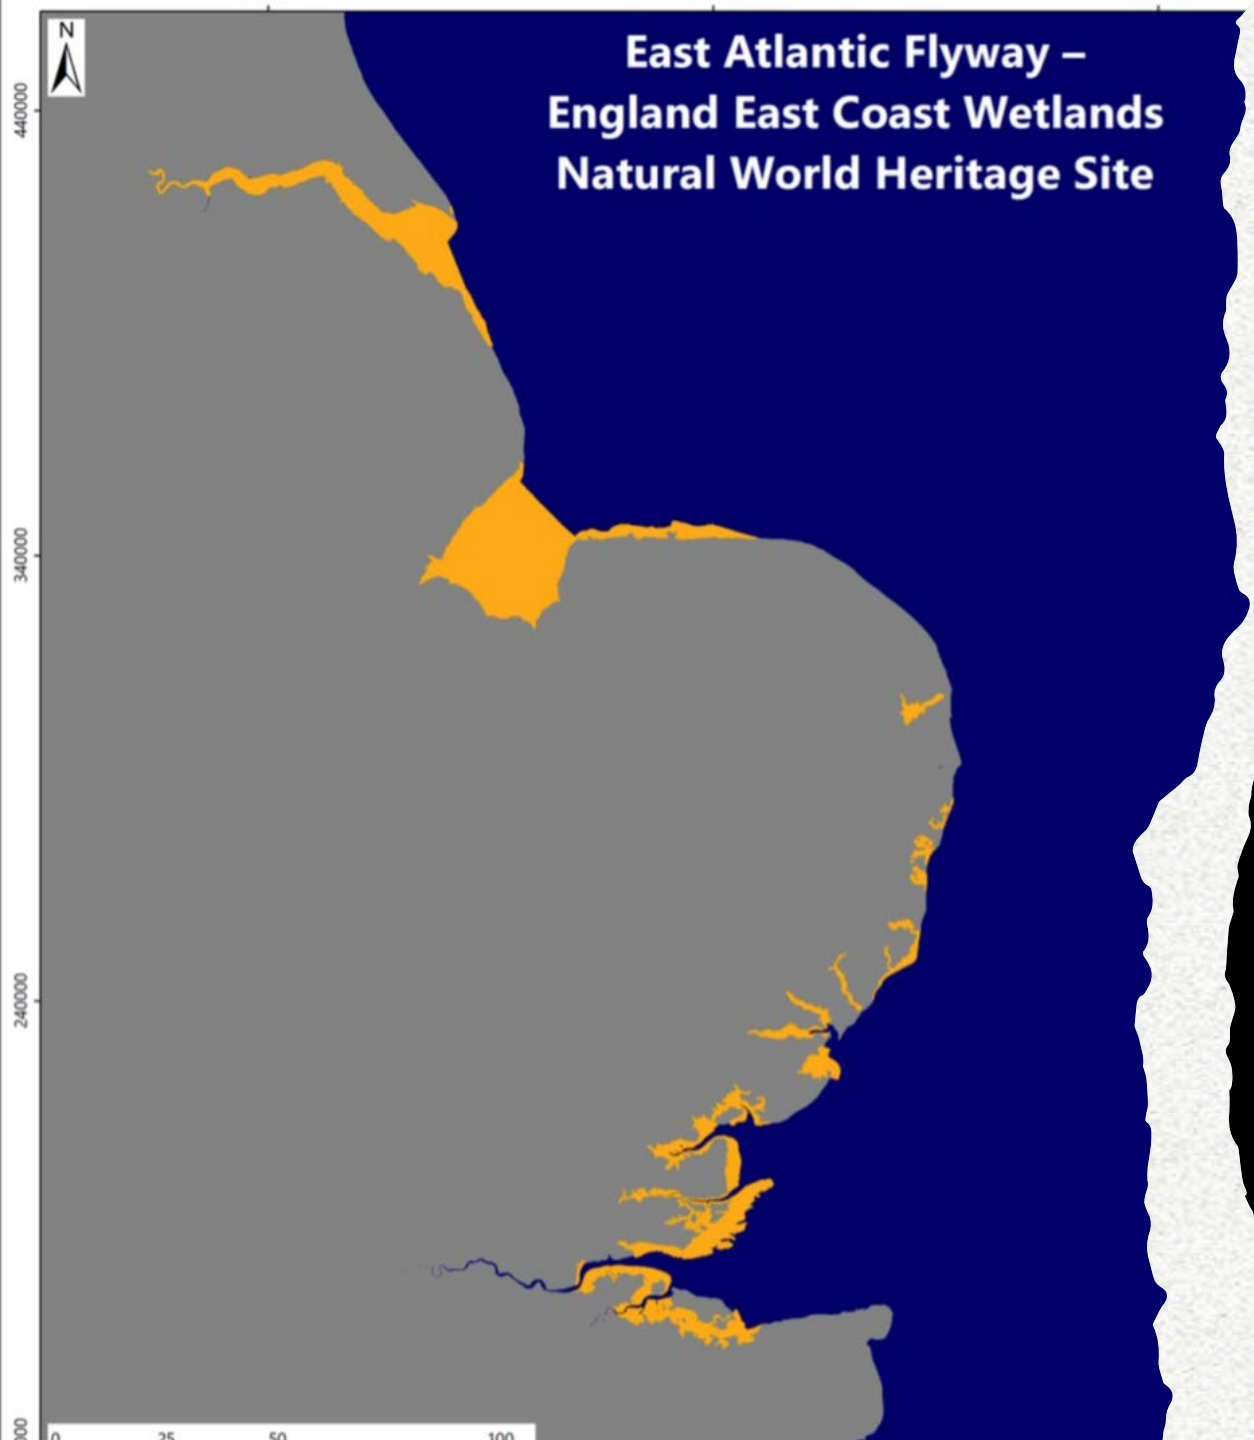 N
East Atlantic Flyway –
England East Coast Wetlands
Natural World Heritage Site
440000
340000
240000
0 25 50 100